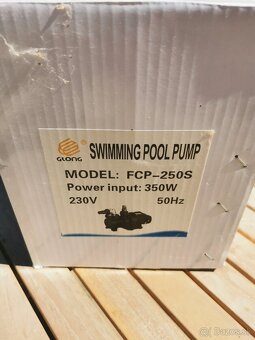 GLONG
SWIMMING POOL PUMP
MODEL: FCP-250S
Power input: 350W
230V 50Hz